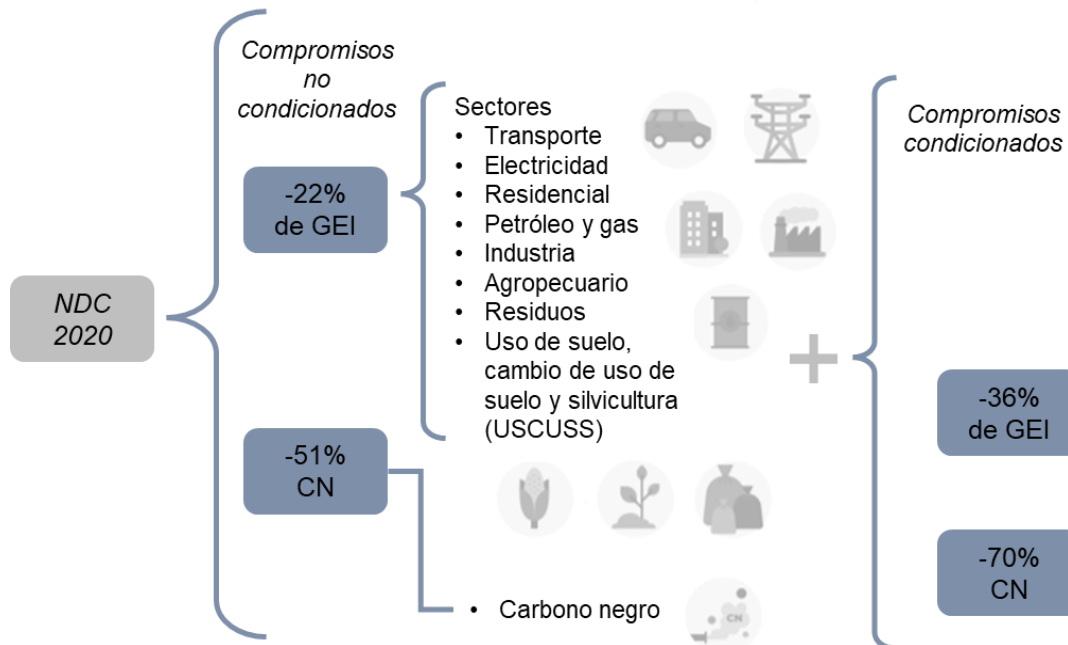 NDC
2020
Compromisos
no
condicionados
-22%
de GEI
-51%
CN
Sectores
• Transporte
• Electricidad
• Residencial
• Petróleo y gas
• Industria
• Agropecuario
• Residuos
• Uso de suelo,
cambio de uso de
suelo y silvicultura
(USCUSS)
• Carbono negro
CN
+
Compromisos
condicionados
-36%
de GEI
-70%
CN